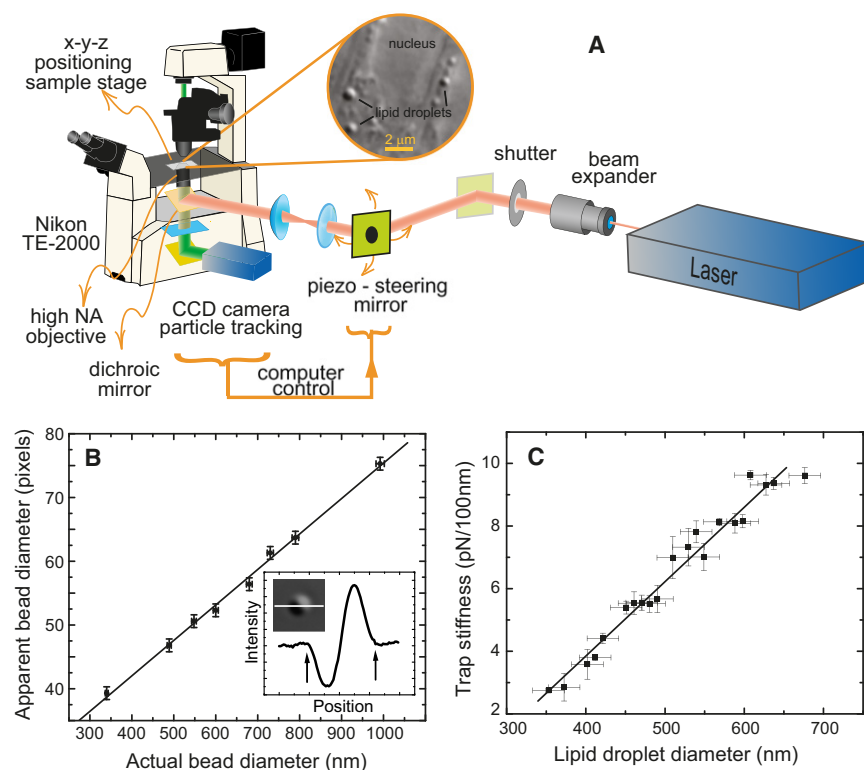 A
x-y-z
positioning
sample stage
nucleus
lipid droplets
2 µm
shutter
beam
expander
Laser
Nikon
TE-2000
piezo - steering
mirror
high NA
objective
CCD camera
particle tracking
dichroic
mirror
computer
control
B
Apparent bead diameter (pixels)
80
70
60
50
40
300 400 500 600 700 800 900 1000
Actual bead diameter (nm)
Intensity
Position
C
Trap stiffness (pN/100nm)
10
8
6
4
2
300 400 500 600 700
Lipid droplet diameter (nm)